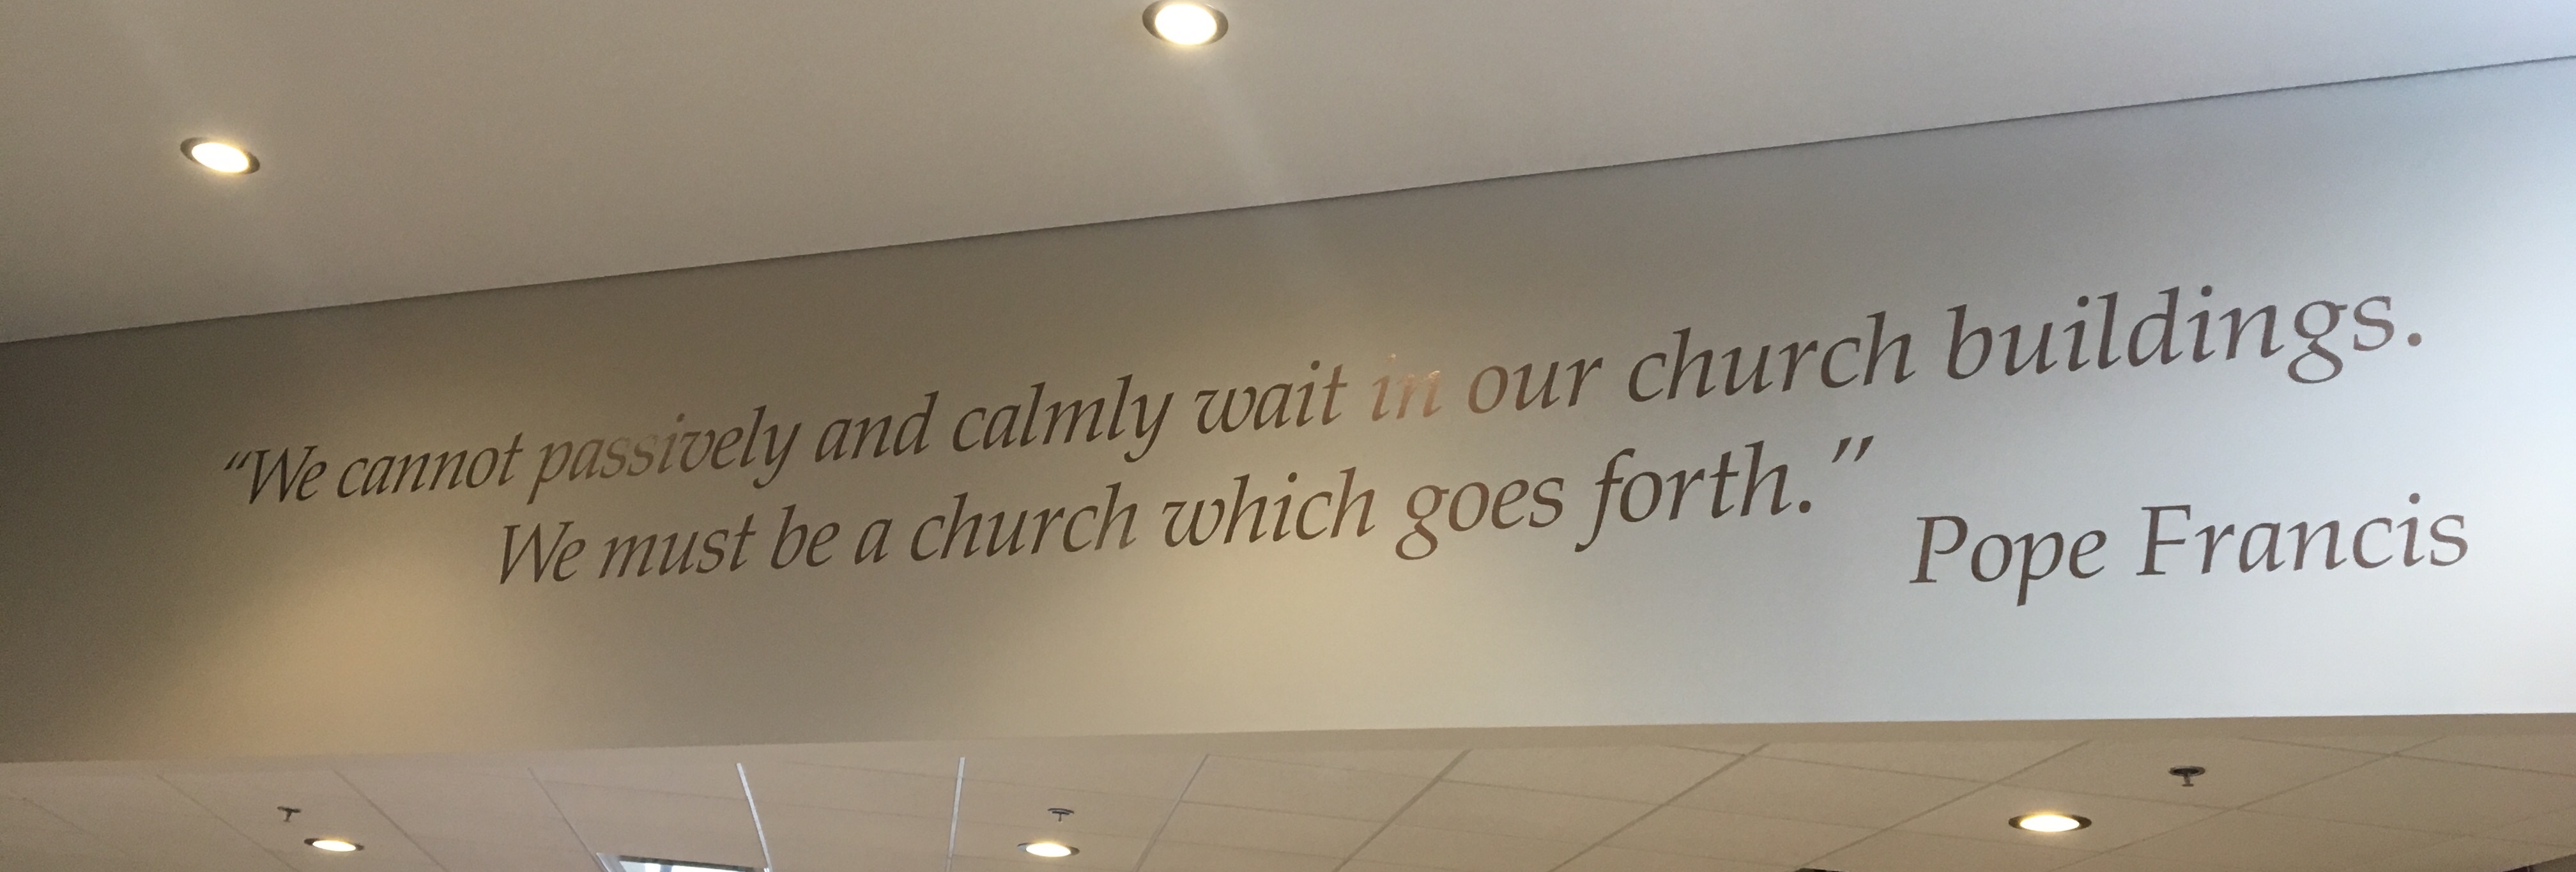 “We cannot passively and calmly wait in our church buildings.
We must be a church which goes forth.”
Pope Francis